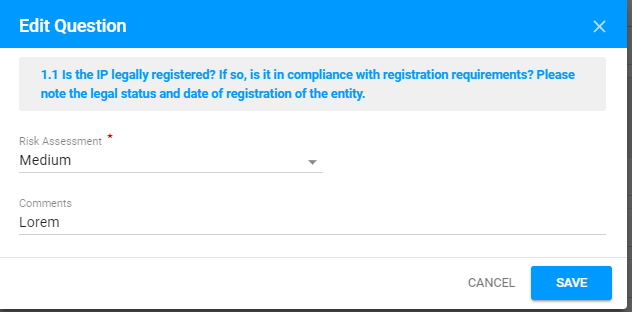 Edit Question
1.1 Is the IP legally registered? If so, is it in compliance with registration requirements? Please
note the legal status and date of registration of the entity.
Risk Assessment *
Medium
Comments
Lorem
CANCEL SAVE